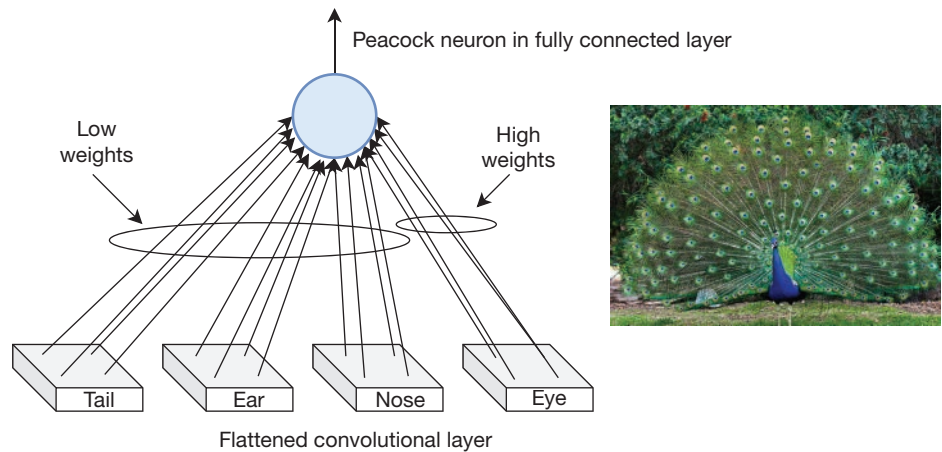 Peacock neuron in fully connected layer
Low
weights
High
weights
Tail
Ear
Nose
Eye
Flattened convolutional layer